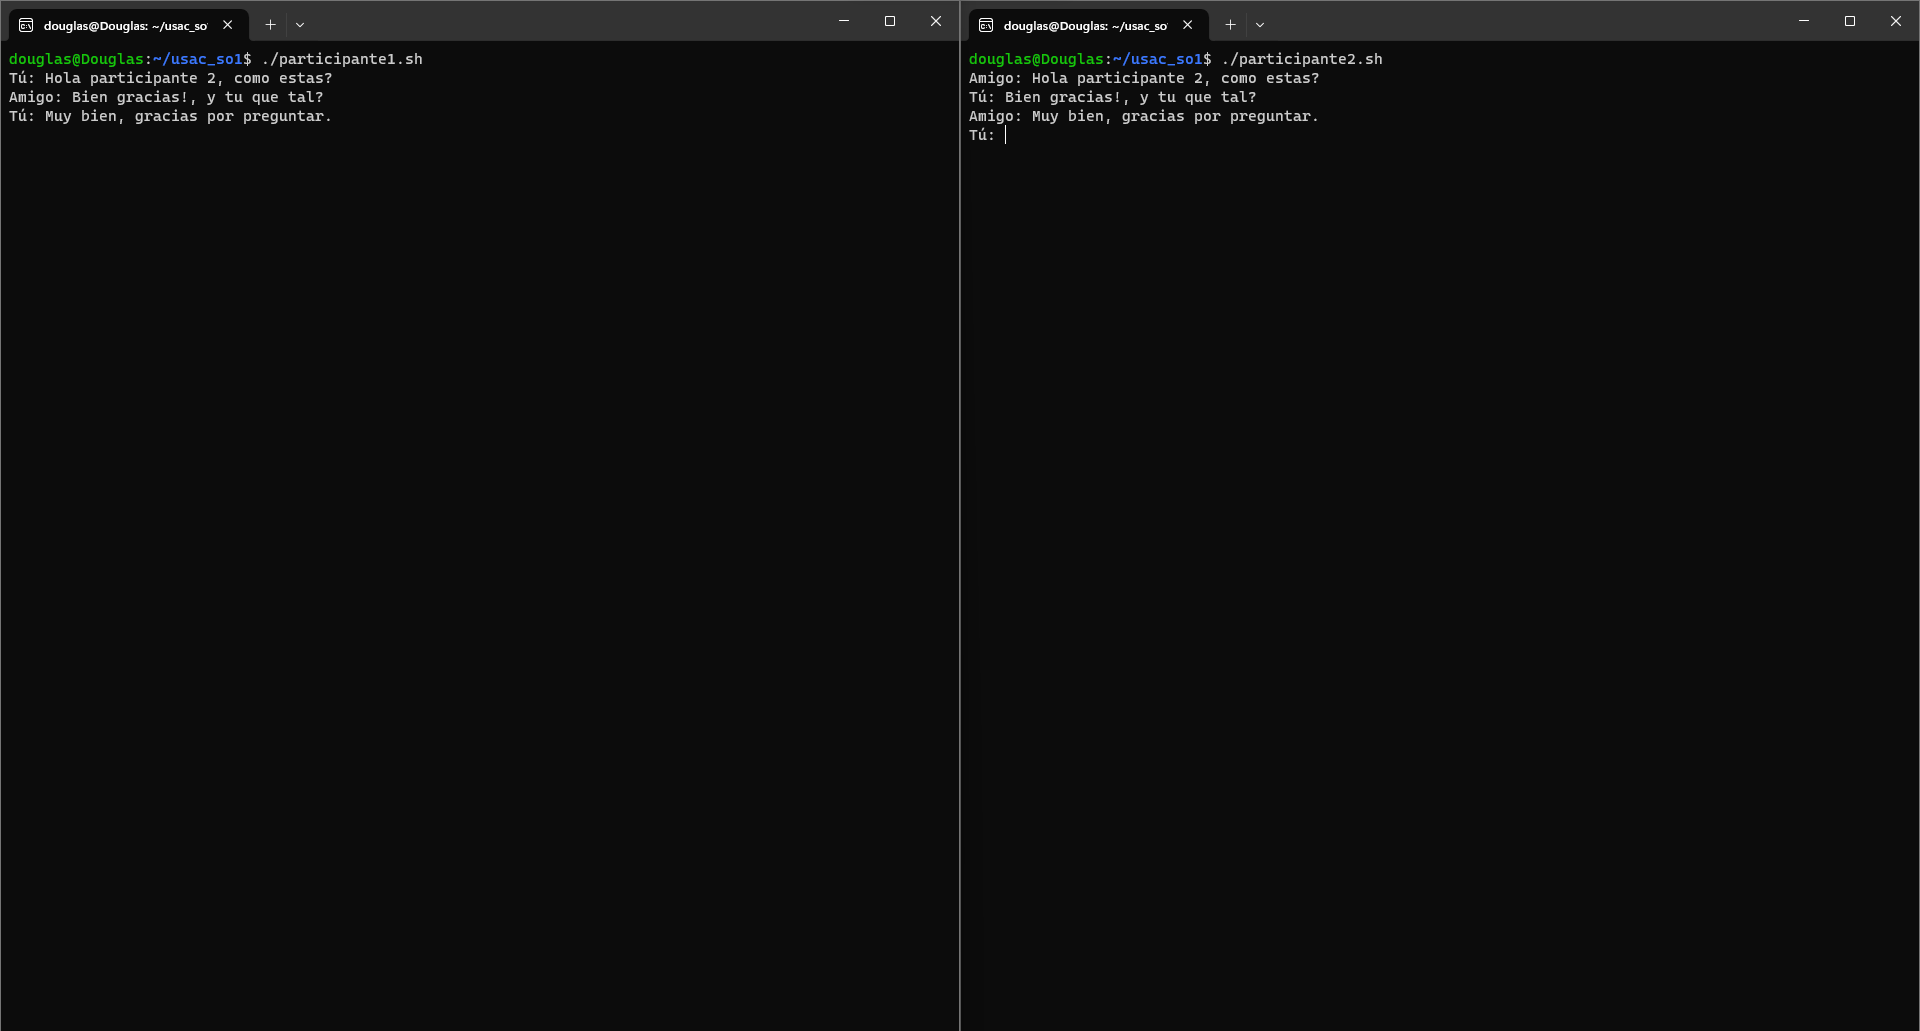 douglas@Douglas: ~/usac_so
douglas@Douglas:~/usac_so1$ ./participante1.sh
Tú: Hola participante 2, como estas?
Amigo: Bien gracias!, y tu que tal?
Tú: Muy bien, gracias por preguntar.
douglas@Douglas: ~/usac_so
douglas@Douglas:~/usac_so1$ ./participante2.sh
Amigo: Hola participante 2, como estas?
Tú: Bien gracias!, y tu que tal?
Amigo: Muy bien, gracias por preguntar.
Tú: